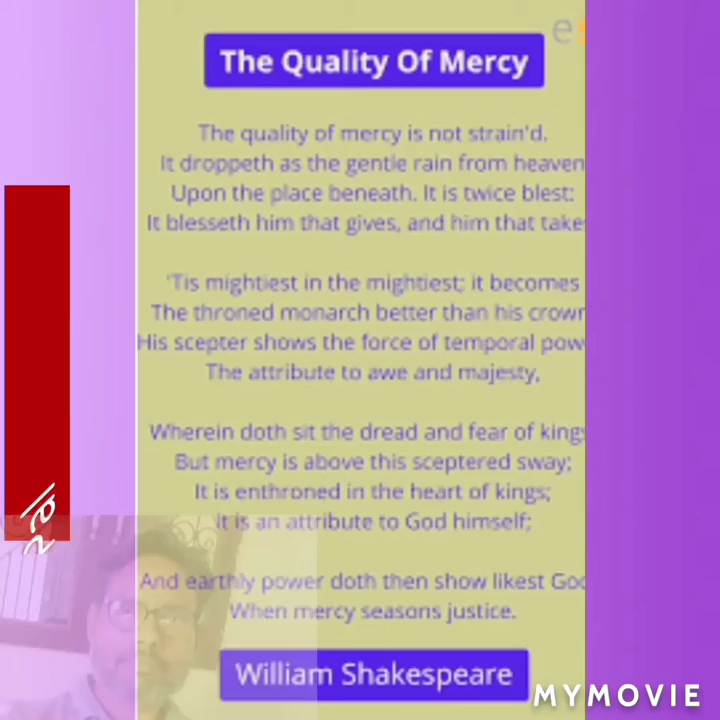 The Quality Of Mercy
The quality of mercy is not strain'd.
It droppeth as the gentle rain from heaven
Upon the place beneath. It is twice blest:
It blesseth him that gives, and him that take
'Tis mightiest in the mightiest; it becomes
The throned monarch better than his crow
His scepter shows the force of temporal pow
The attribute to awe and majesty,
Wherein doth sit the dread and fear of kings
But mercy is above this sceptered sway;
It is enthroned in the heart of kings;
It is an attribute to God himself;
And earthly power doth then show likest God
When mercy seasons justice.
William Shakespeare
MYMOVIE